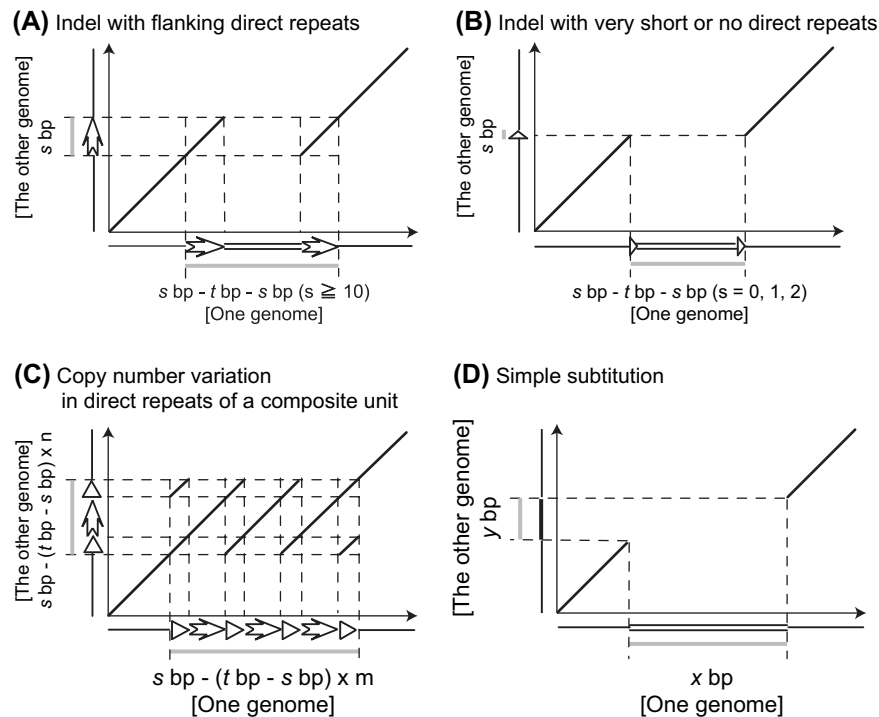 (A) Indel with flanking direct repeats
[The other genome]
s bp
s bp - t bp - s bp (s ≧ 10)
[One genome]
(B) Indel with very short or no direct repeats
[The other genome]
s bp
s bp - t bp - s bp (s = 0, 1, 2)
[One genome]
(C) Copy number variation
in direct repeats of a composite unit
[The other genome]
s bp - (t bp - s bp) x n
s bp - (t bp - s bp) x m
[One genome]
(D) Simple subtitution
[The other genome]
y bp
x bp
[One genome]